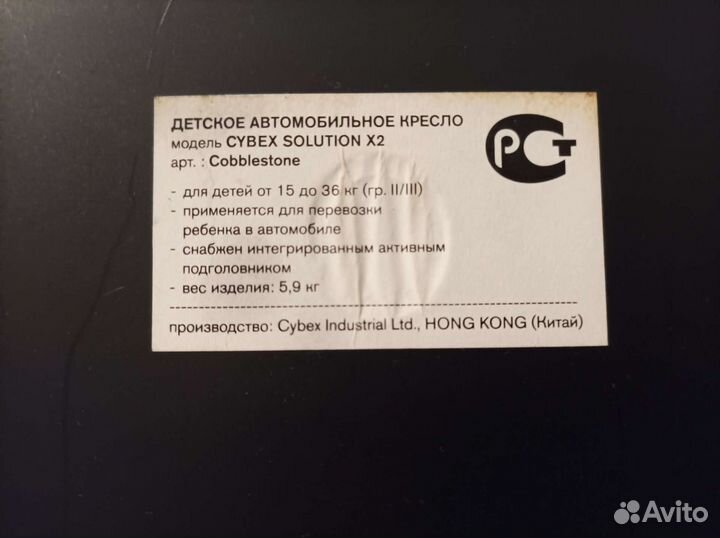 ДЕТСКОЕ АВТОМОБИЛЬНОЕ КРЕСЛО
модель CYBEX SOLUTION X2
арт. : Cobblestone
РСТ
- для детей от 15 до 36 кг (гр. II/III)
- применяется для перевозки
ребенка в автомобиле
- снабжен интегрированным активным
подголовником
- вес изделия: 5,9 кг
производство: Cybex Industrial Ltd., HONG KONG (Китай)
Avito